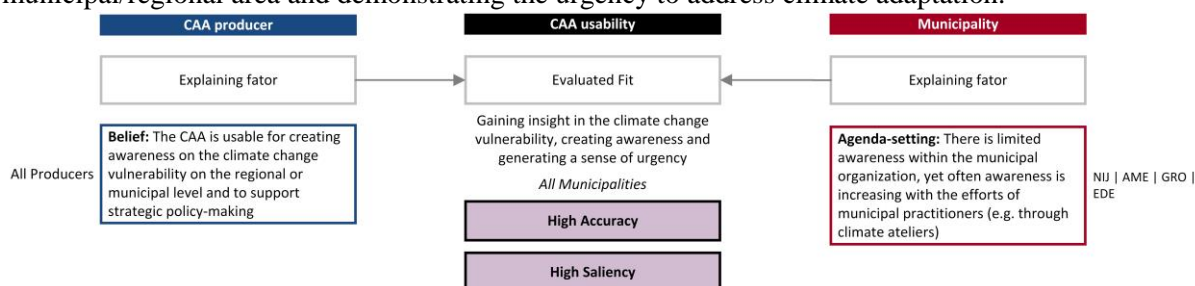 municipal/regional area and demonstrating the urgency to address climate adaptation.
CAA producer
CAA usability
Municipality
Explaining fator
Evaluated Fit
Explaining factor
Belief: The CAA is usable for creating
awareness on the climate change
vulnerability on the regional or
municipal level and to support
strategic policy-making
All Producers
Gaining insight in the climate change
vulnerability, creating awareness and
generating a sense of urgency
All Municipalities
High Accuracy
High Saliency
Agenda-setting: There is limited
awareness within the municipal
organization, yet often awareness is
increasing with the efforts of
municipal practitioners (e.g. through
climate ateliers)
NIJ | AME | GRO |
EDE